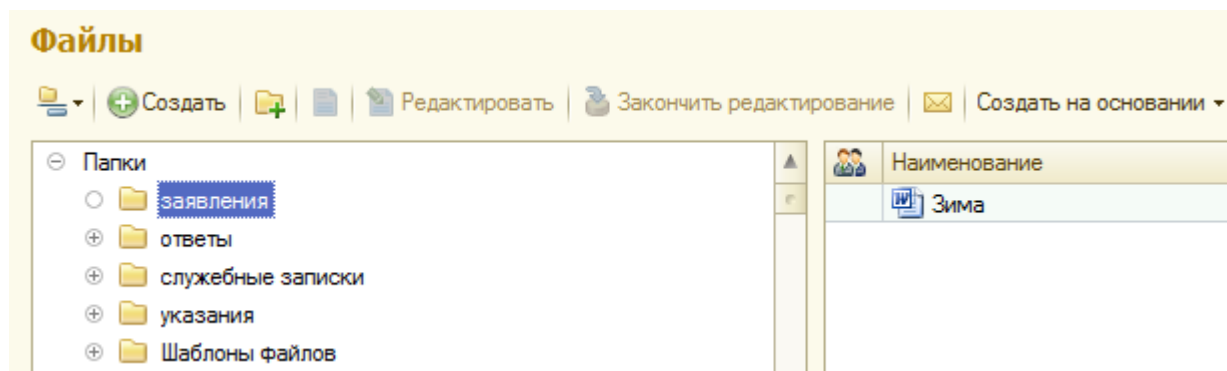 Файлы
Создать Редактировать Закончить редактирование Создать на основании
Папки Наименование
заявления Зима
ответы
служебные записки
указания
Шаблоны файлов